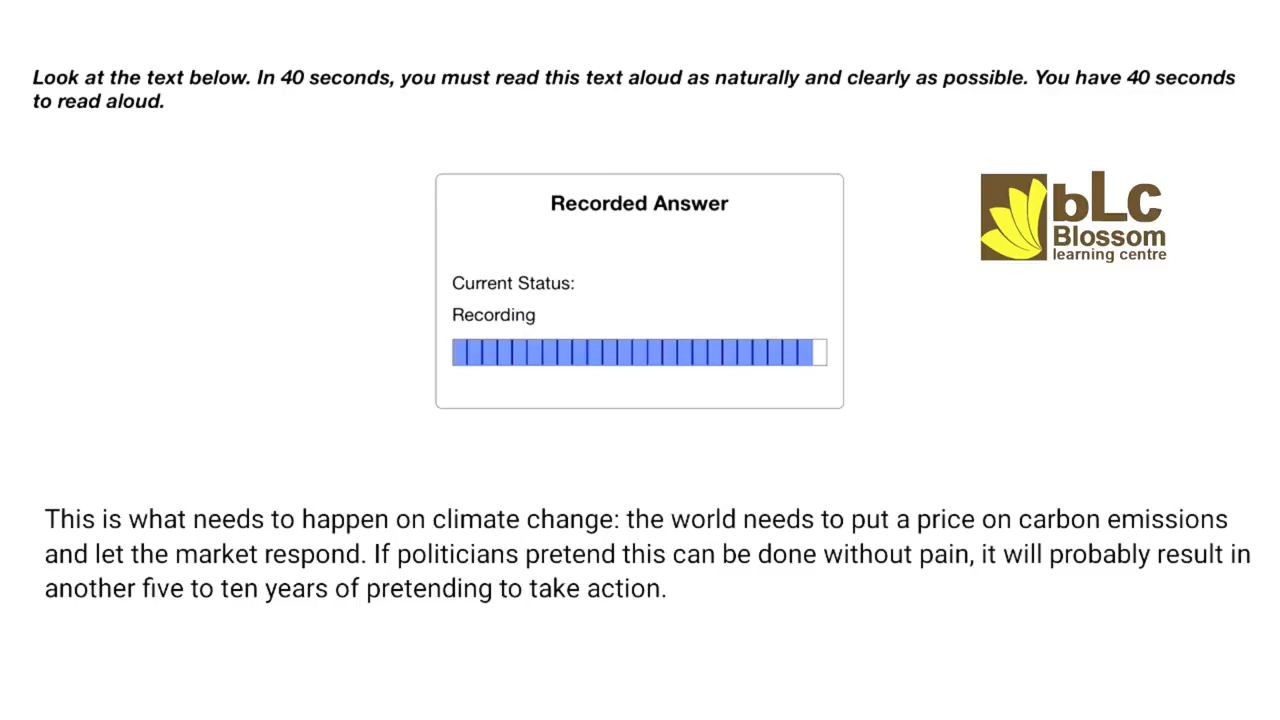 Look at the text below. In 40 seconds, you must read this text aloud as naturally and clearly as possible. You have 40 seconds
to read aloud.
Recorded Answer
bLc
Blossom
learning centre
Current Status:
Recording
This is what needs to happen on climate change: the world needs to put a price on carbon emissions
and let the market respond. If politicians pretend this can be done without pain, it will probably result in
another five to ten years of pretending to take action.